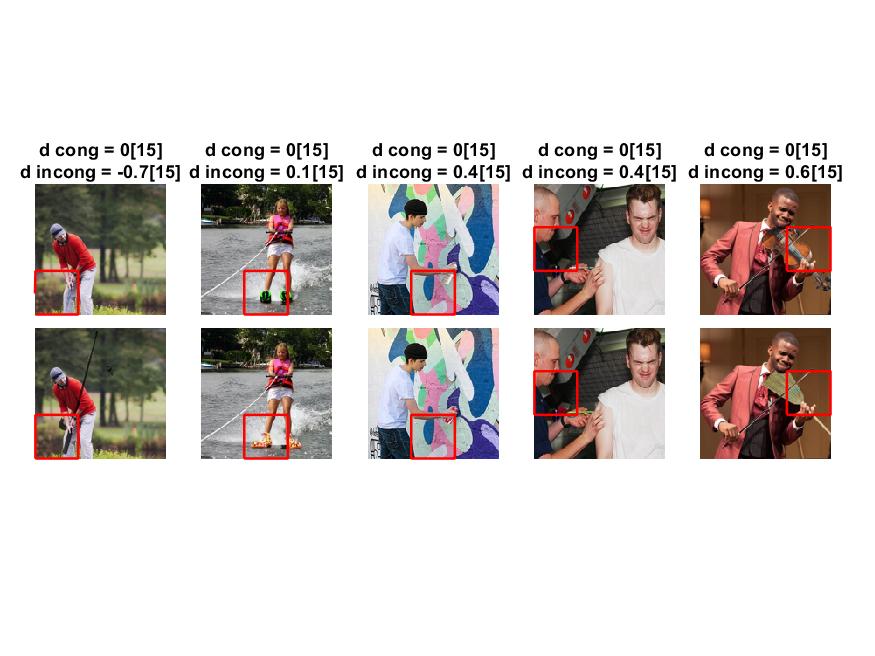 d cong = 0[15]
d incong = -0.7[15]
d cong = 0[15]
d incong = 0.1[15]
d cong = 0[15]
d incong = 0.4[15]
d cong = 0[15]
d incong = 0.4[15]
d cong = 0[15]
d incong = 0.6[15]